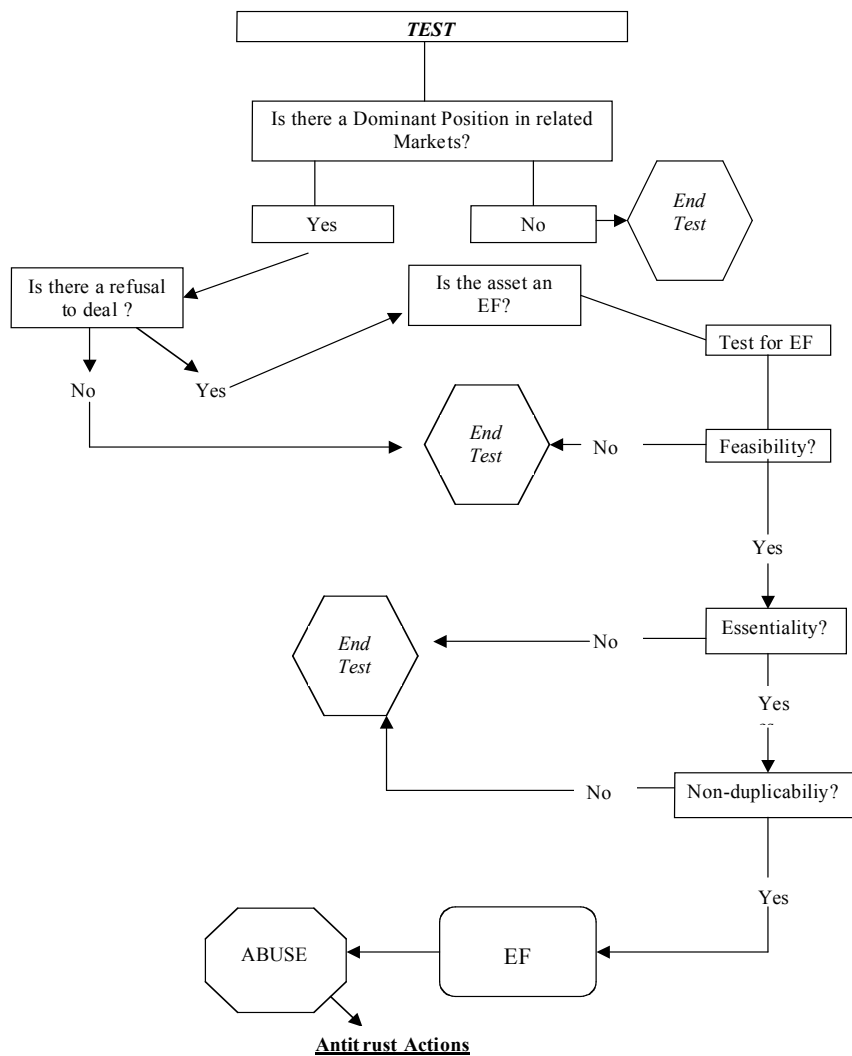 TEST
Is there a Dominant Position in related
Markets?
Yes
No
End
Test
Is there a refusal
to deal ?
Is the asset an
EF?
Test for EF
No
Yes
End
Test
No
Feasibility?
Yes
End
Test
No
Essentiality?
Yes
No
Non-duplicabiliy?
Yes
ABUSE
EF
Antitrust Actions